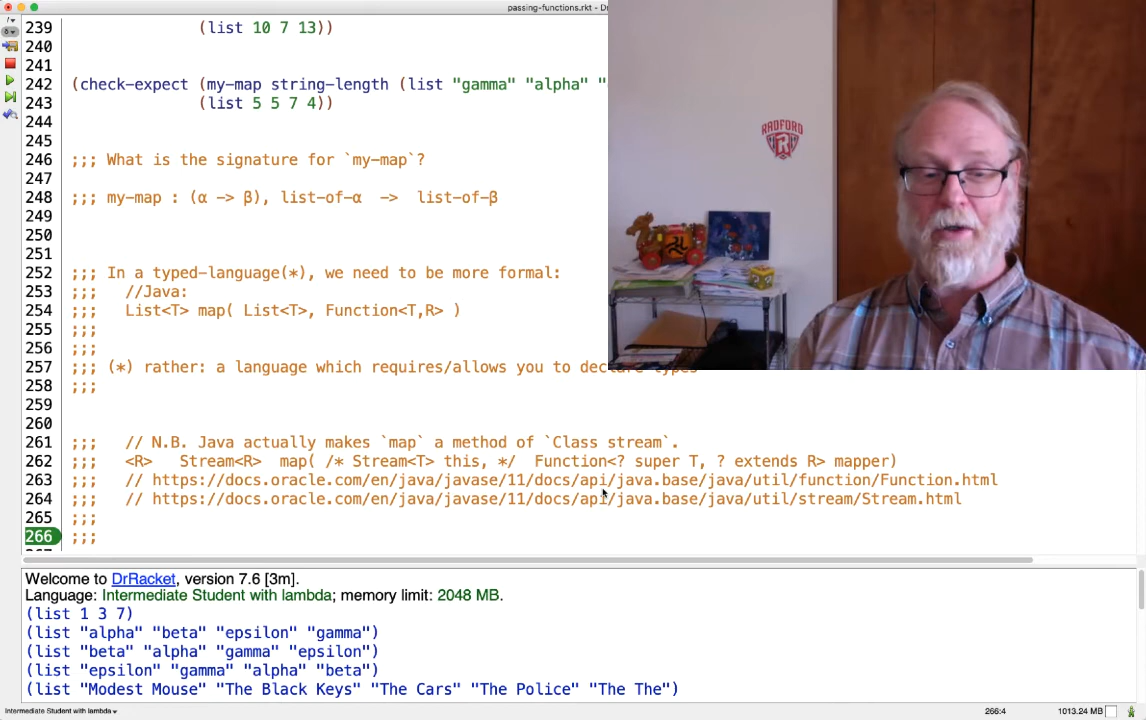 passing-functions.rkt - Dr
239 (list 10 7 13))
240
241
242 (check-expect (my-map string-length (list "gamma" "alpha" "
243 (list 5 5 7 4))
244
245
246 ;;; What is the signature for `my-map`?
247
248 ;;; my-map : (α -> β), list-of-α -> list-of-β
249
250
251
252 ;;; In a typed-language(*), we need to be more formal:
253 ;;; //Java:
254 ;;; List<T> map( List<T>, Function<T,R> )
255 ;;;
256 ;;;
257 ;;; (*) rather: a language which requires/allows you to declare types
258 ;;;
259
260
261 ;;; // N.B. Java actually makes `map` a method of `Class stream`.
262 ;;; <R> Stream<R> map( /* Stream<T> this, */ Function<? super T, ? extends R> mapper)
263 ;;; // https://docs.oracle.com/en/java/javase/11/docs/api/java.base/java/util/function/Function.html
264 ;;; // https://docs.oracle.com/en/java/javase/11/docs/api/java.base/java/util/stream/Stream.html
265 ;;;
266 ;;;
RADFORD
Welcome to DrRacket, version 7.6 [3m].
Language: Intermediate Student with lambda; memory limit: 2048 MB.
(list 1 3 7)
(list "alpha" "beta" "epsilon" "gamma")
(list "beta" "alpha" "gamma" "epsilon")
(list "epsilon" "gamma" "alpha" "beta")
(list "Modest Mouse" "The Black Keys" "The Cars" "The Police" "The The")
Intermediate Student with lambda
266:4
1013.24 MB